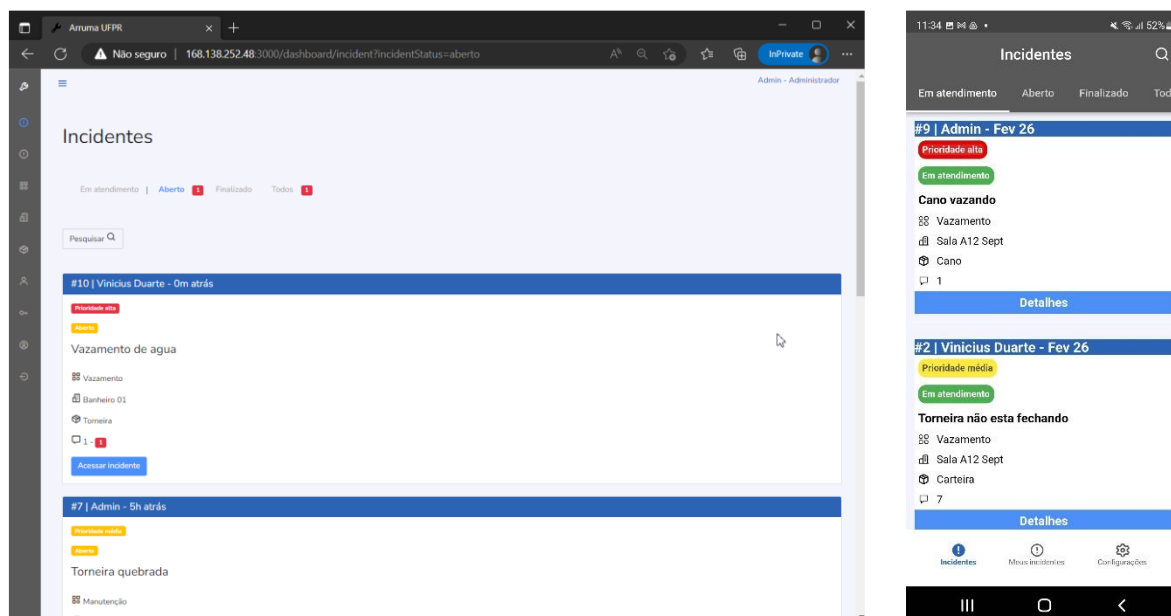 Arruma UFPR
Não seguro | 168.138.252.48:3000/dashboard/incident?incidentStatus=aberto
InPrivate
Admin - Administrador
Incidentes
Em atendimento | Aberto 1 Finalizado Todos 1
Pesquisar
#10 | Vinicius Duarte - 0m atrás
Prioridade alta
Aberto
Vazamento de agua
Vazamento
Banheiro 01
Torneira
1 - 1
Acessar incidente
#7 | Admin - 5h atrás
Prioridade média
Aberto
Torneira quebrada
Manutenção
11:34
52%
Incidentes
Em atendimento Aberto Finalizado Tod
#9 | Admin - Fev 26
Prioridade alta
Em atendimento
Cano vazando
Vazamento
Sala A12 Sept
Cano
1
Detalhes
#2 | Vinicius Duarte - Fev 26
Prioridade média
Em atendimento
Torneira não esta fechando
Vazamento
Sala A12 Sept
Carteira
7
Detalhes
Incidentes Meus incidentes Configurações